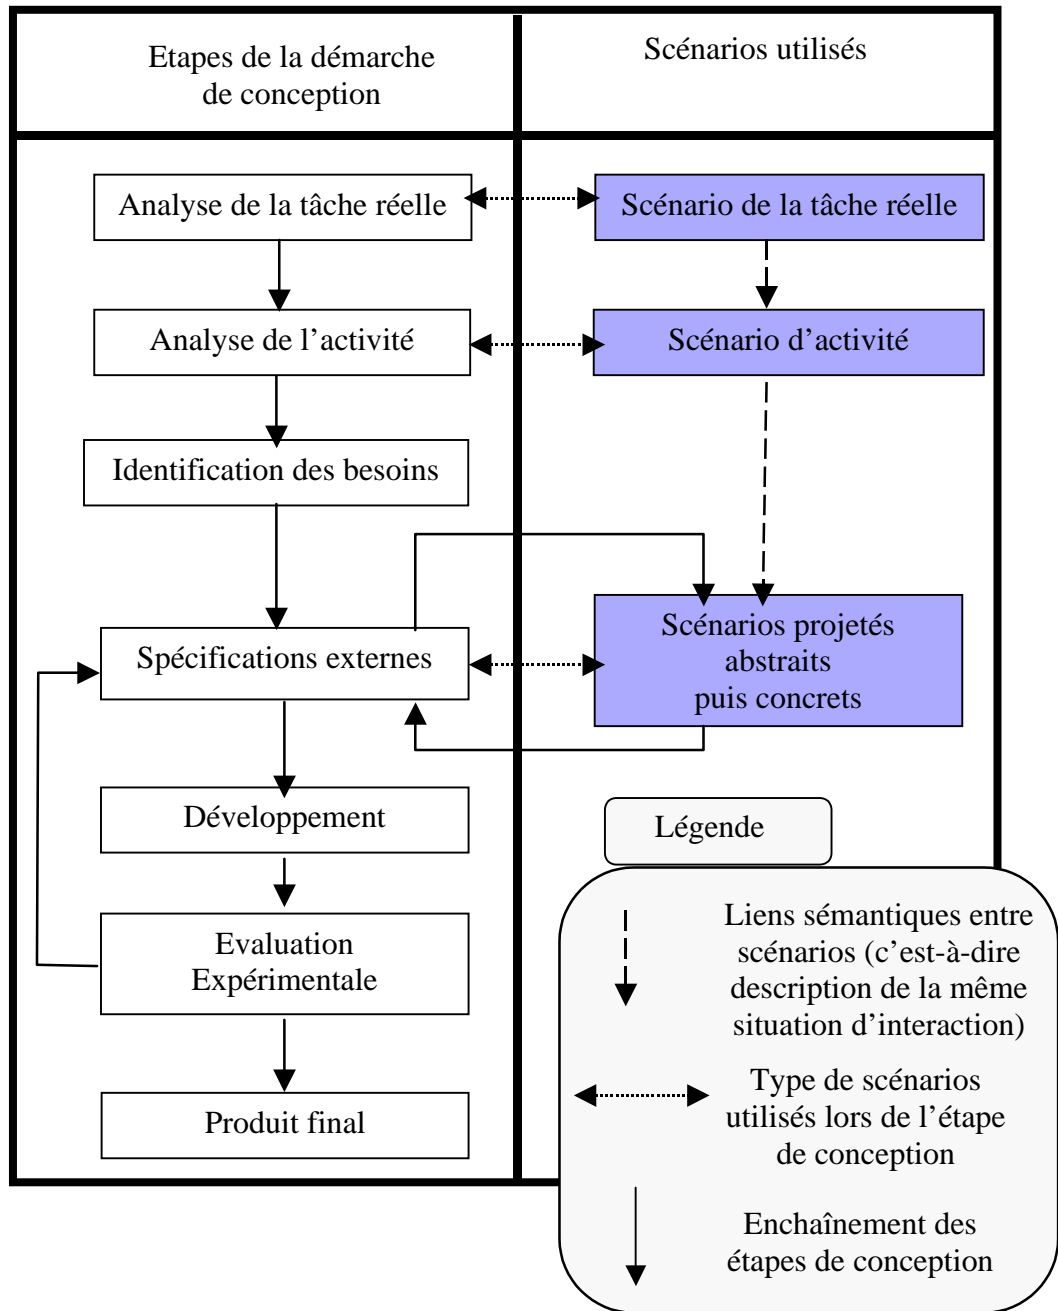 Etapes de la démarche
de conception
Scénarios utilisés
Analyse de la tâche réelle
Scénario de la tâche réelle
Analyse de l’activité
Scénario d’activité
Identification des besoins
Spécifications externes
Scénarios projetés
abstraits
puis concrets
Développement
Evaluation
Expérimentale
Produit final
Légende
Liens sémantiques entre
scénarios (c’est-à-dire
description de la même
situation d’interaction)
Type de scénarios
utilisés lors de l’étape
de conception
Enchaînement des
étapes de conception